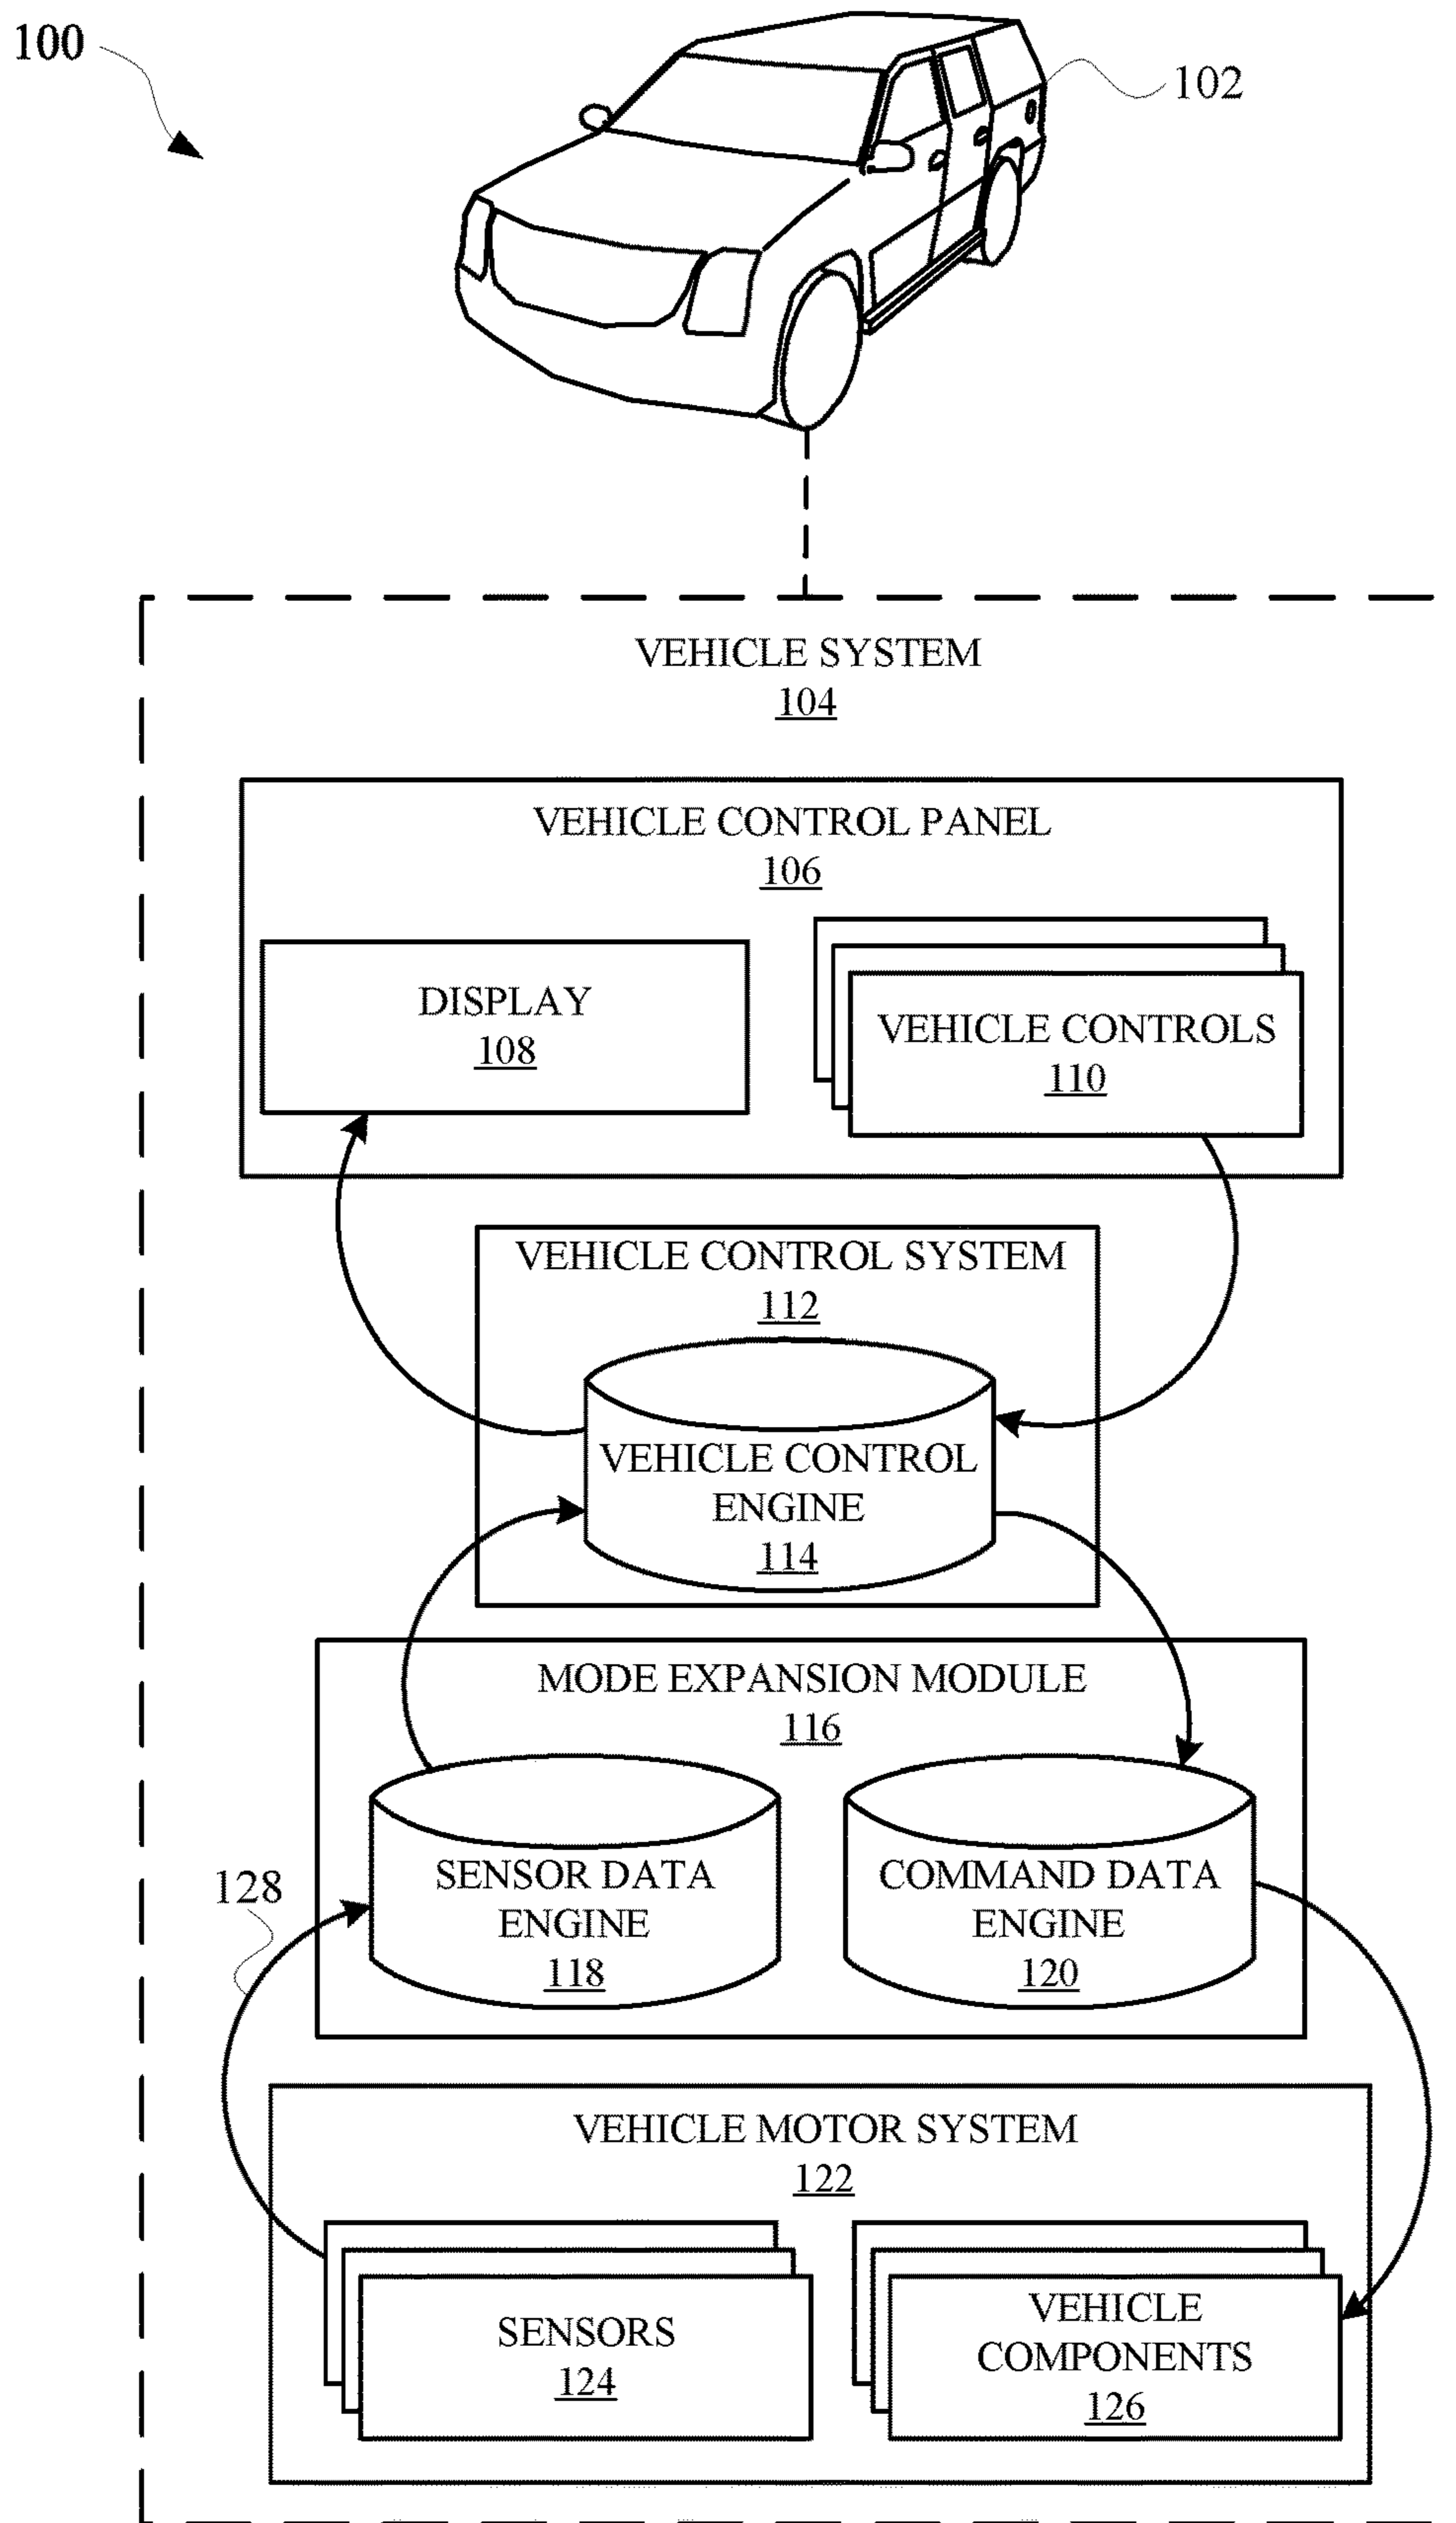 100
102
VEHICLE SYSTEM
104
VEHICLE CONTROL PANEL
106
DISPLAY
108
VEHICLE CONTROLS
110
VEHICLE CONTROL SYSTEM
112
VEHICLE CONTROL
ENGINE
114
MODE EXPANSION MODULE
116
SENSOR DATA
ENGINE
118
COMMAND DATA
ENGINE
120
128
VEHICLE MOTOR SYSTEM
122
SENSORS
124
VEHICLE
COMPONENTS
126